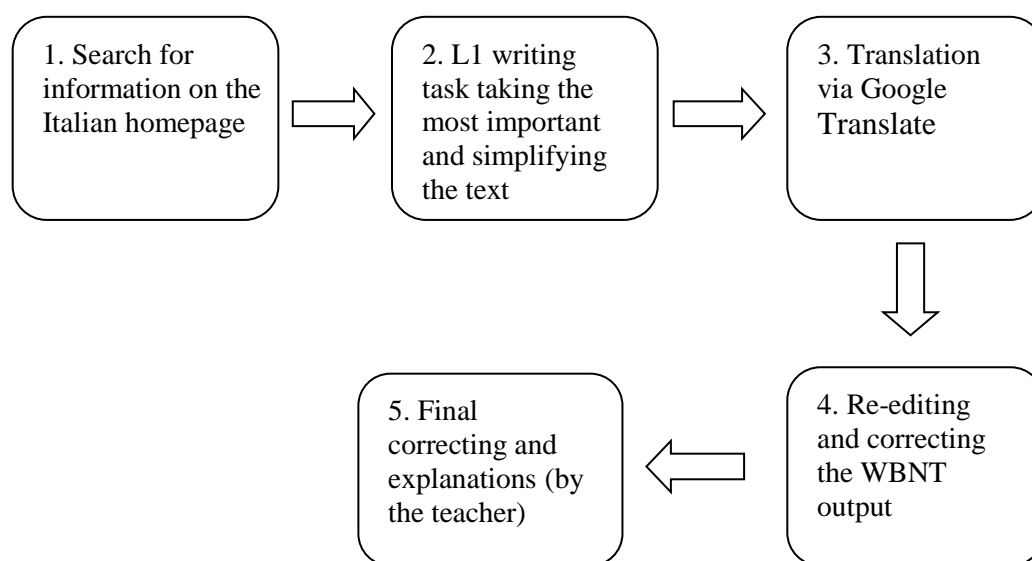 1. Search for
information on the
Italian homepage
2. L1 writing
task taking the
most important
and simplifying
the text
3. Translation
via Google
Translate
4. Re-editing
and correcting
the WBNT
output
5. Final
correcting and
explanations (by
the teacher)